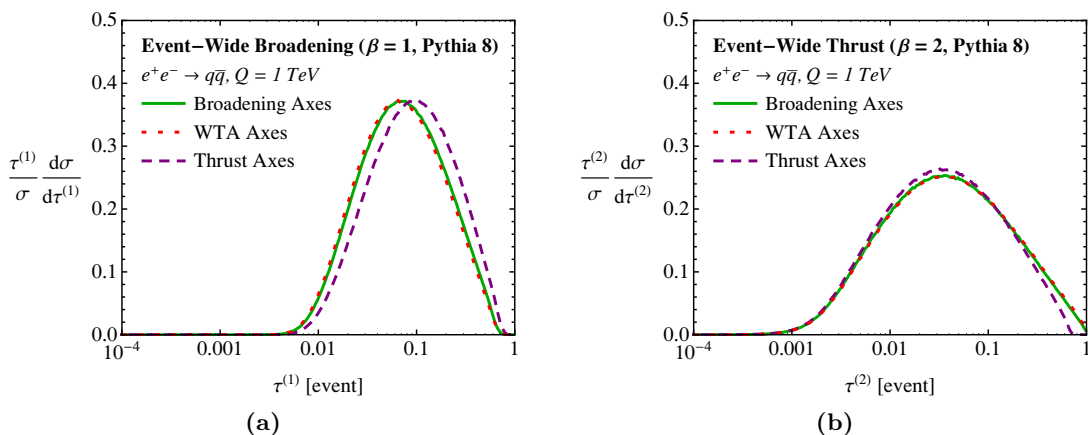 0.5
0.4
0.3
0.2
0.1
0.0
Event−Wide Broadening (β = 1, Pythia 8)
e⁺e⁻ → qq̅, Q = 1 TeV
Broadening Axes
WTA Axes
Thrust Axes
τ⁽¹⁾ dσ
σ dτ⁽¹⁾
10⁻⁴ 0.001 0.01 0.1 1
τ⁽¹⁾ [event]
(a)
0.5
0.4
0.3
0.2
0.1
0.0
Event−Wide Thrust (β = 2, Pythia 8)
e⁺e⁻ → qq̅, Q = 1 TeV
Broadening Axes
WTA Axes
Thrust Axes
τ⁽²⁾ dσ
σ dτ⁽²⁾
10⁻⁴ 0.001 0.01 0.1 1
τ⁽²⁾ [event]
(b)